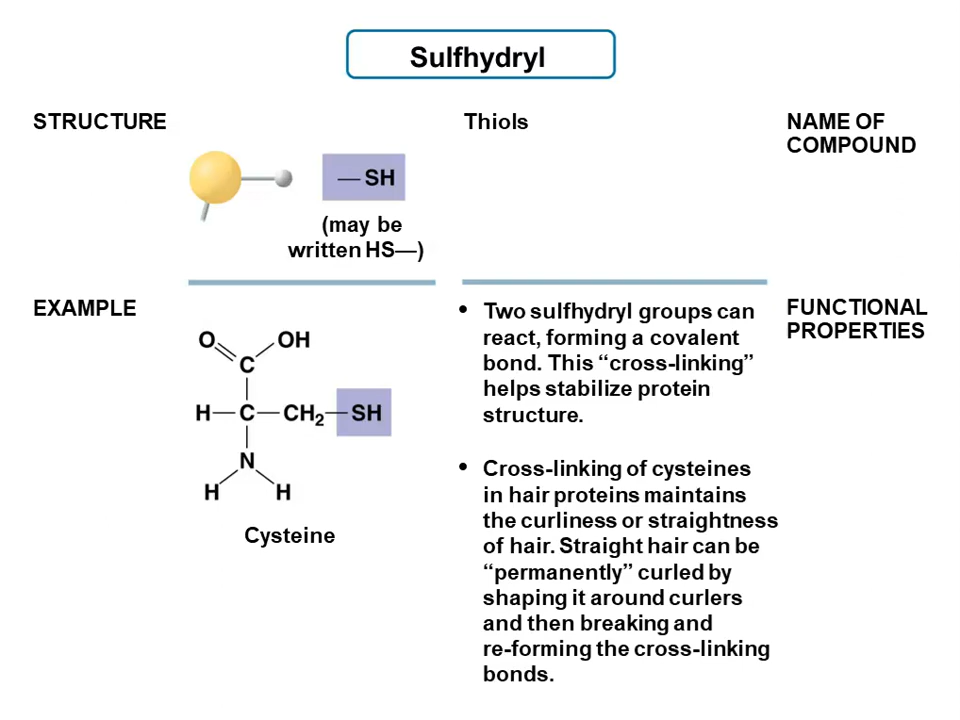 Sulfhydryl
STRUCTURE
Thiols
NAME OF
COMPOUND
— SH
(may be
written HS—)
EXAMPLE
O
OH
C
H—C—CH2—SH
N
H
H
Cysteine
• Two sulfhydryl groups can
react, forming a covalent
bond. This “cross-linking”
helps stabilize protein
structure.
• Cross-linking of cysteines
in hair proteins maintains
the curliness or straightness
of hair. Straight hair can be
“permanently” curled by
shaping it around curlers
and then breaking and
re-forming the cross-linking
bonds.
FUNCTIONAL
PROPERTIES